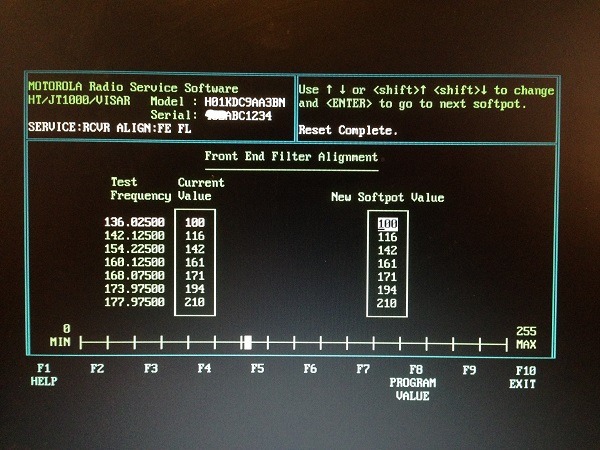 MOTOROLA Radio Service Software
HT/JT1000/VISAR Model : H01KDC9AA3BN
Serial: ABC1234
SERVICE:RCVR ALIGN:FE FL
Use ↑ ↓ or <shift>↑ <shift>↓ to change
and <ENTER> to go to next softpot.
Reset Complete.
Front End Filter Alignment
Test Current
Frequency Value New Softpot Value
136.02500 100 100
142.12500 116 116
154.22500 142 142
160.12500 161 161
168.07500 171 171
173.97500 194 194
177.97500 210 210
0 255
MIN MAX
F1 F2 F3 F4 F5 F6 F7 F8 F9 F10
HELP PROGRAM EXIT
VALUE